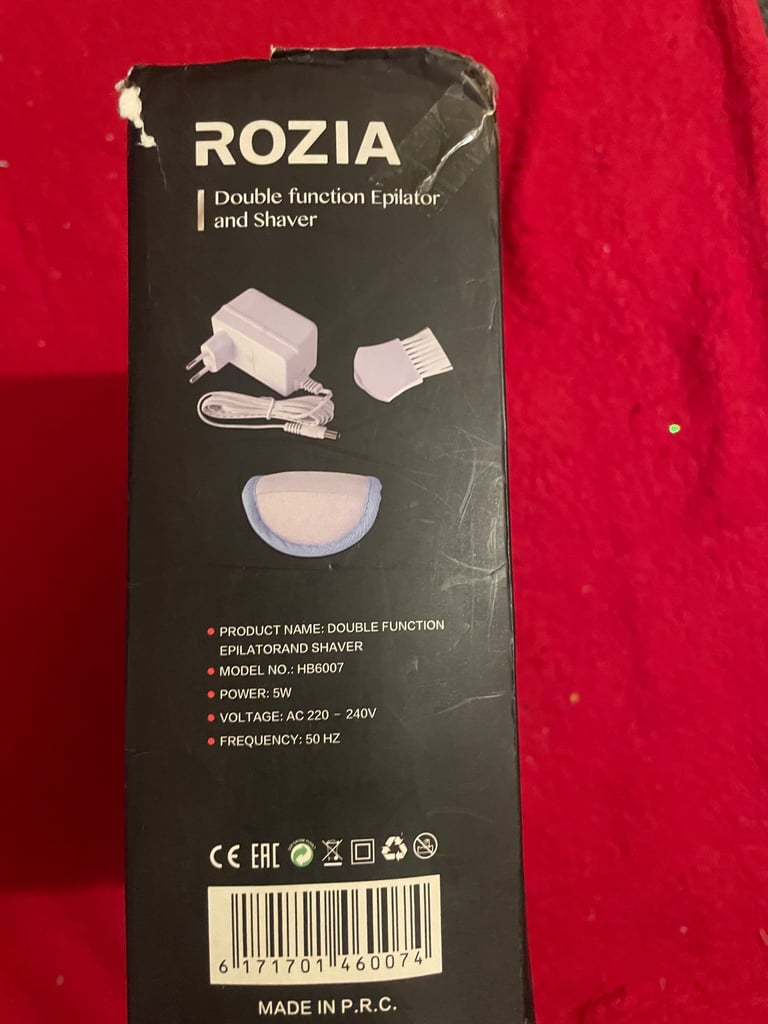 ROZIA
Double function Epilator
and Shaver
● PRODUCT NAME: DOUBLE FUNCTION
EPILATORAND SHAVER
● MODEL NO.: HB6007
● POWER: 5W
● VOLTAGE: AC 220 – 240V
● FREQUENCY: 50 HZ
CE EAC
6 171701 460074
MADE IN P.R.C.